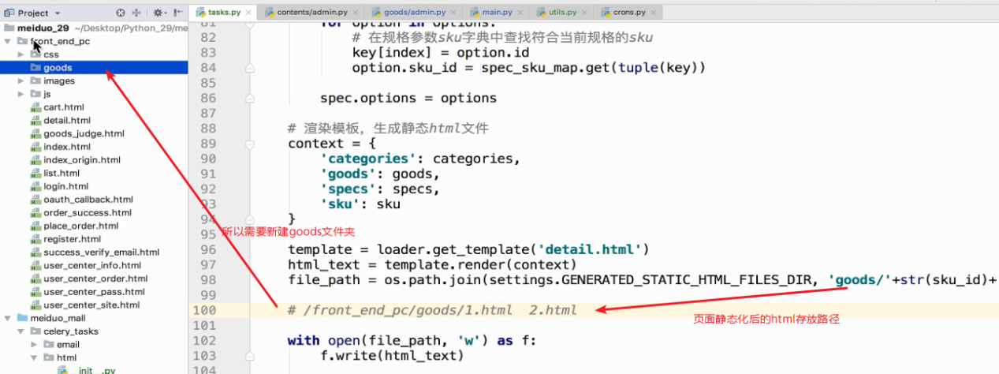 Project
tasks.py
contents/admin.py
goods/admin.py
main.py
utils.py
crons.py
meiduo_29 ~/Desktop/Python_29/me
front_end_pc
css
goods
images
js
cart.html
detail.html
goods_judge.html
index.html
index_origin.html
list.html
login.html
oauth_callback.html
order_success.html
place_order.html
register.html
success_verify_email.html
user_center_info.html
user_center_order.html
user_center_pass.html
user_center_site.html
meiduo_mall
celery_tasks
email
html
__init__.py
81 for option in options:
82 # 在规格参数sku字典中查找符合当前规格的sku
83 key[index] = option.id
84 option.sku_id = spec_sku_map.get(tuple(key))
85
86 spec.options = options
87
88 # 渲染模板，生成静态html文件
89 context = {
90 'categories': categories,
91 'goods': goods,
92 'specs': specs,
93 'sku': sku
94 }
所以需要新建goods文件夹
95
96 template = loader.get_template('detail.html')
97 html_text = template.render(context)
98 file_path = os.path.join(settings.GENERATED_STATIC_HTML_FILES_DIR, 'goods/'+str(sku_id)+
99
100 # /front_end_pc/goods/1.html 2.html
页面静态化后的html存放路径
101
102 with open(file_path, 'w') as f:
103 f.write(html_text)
104